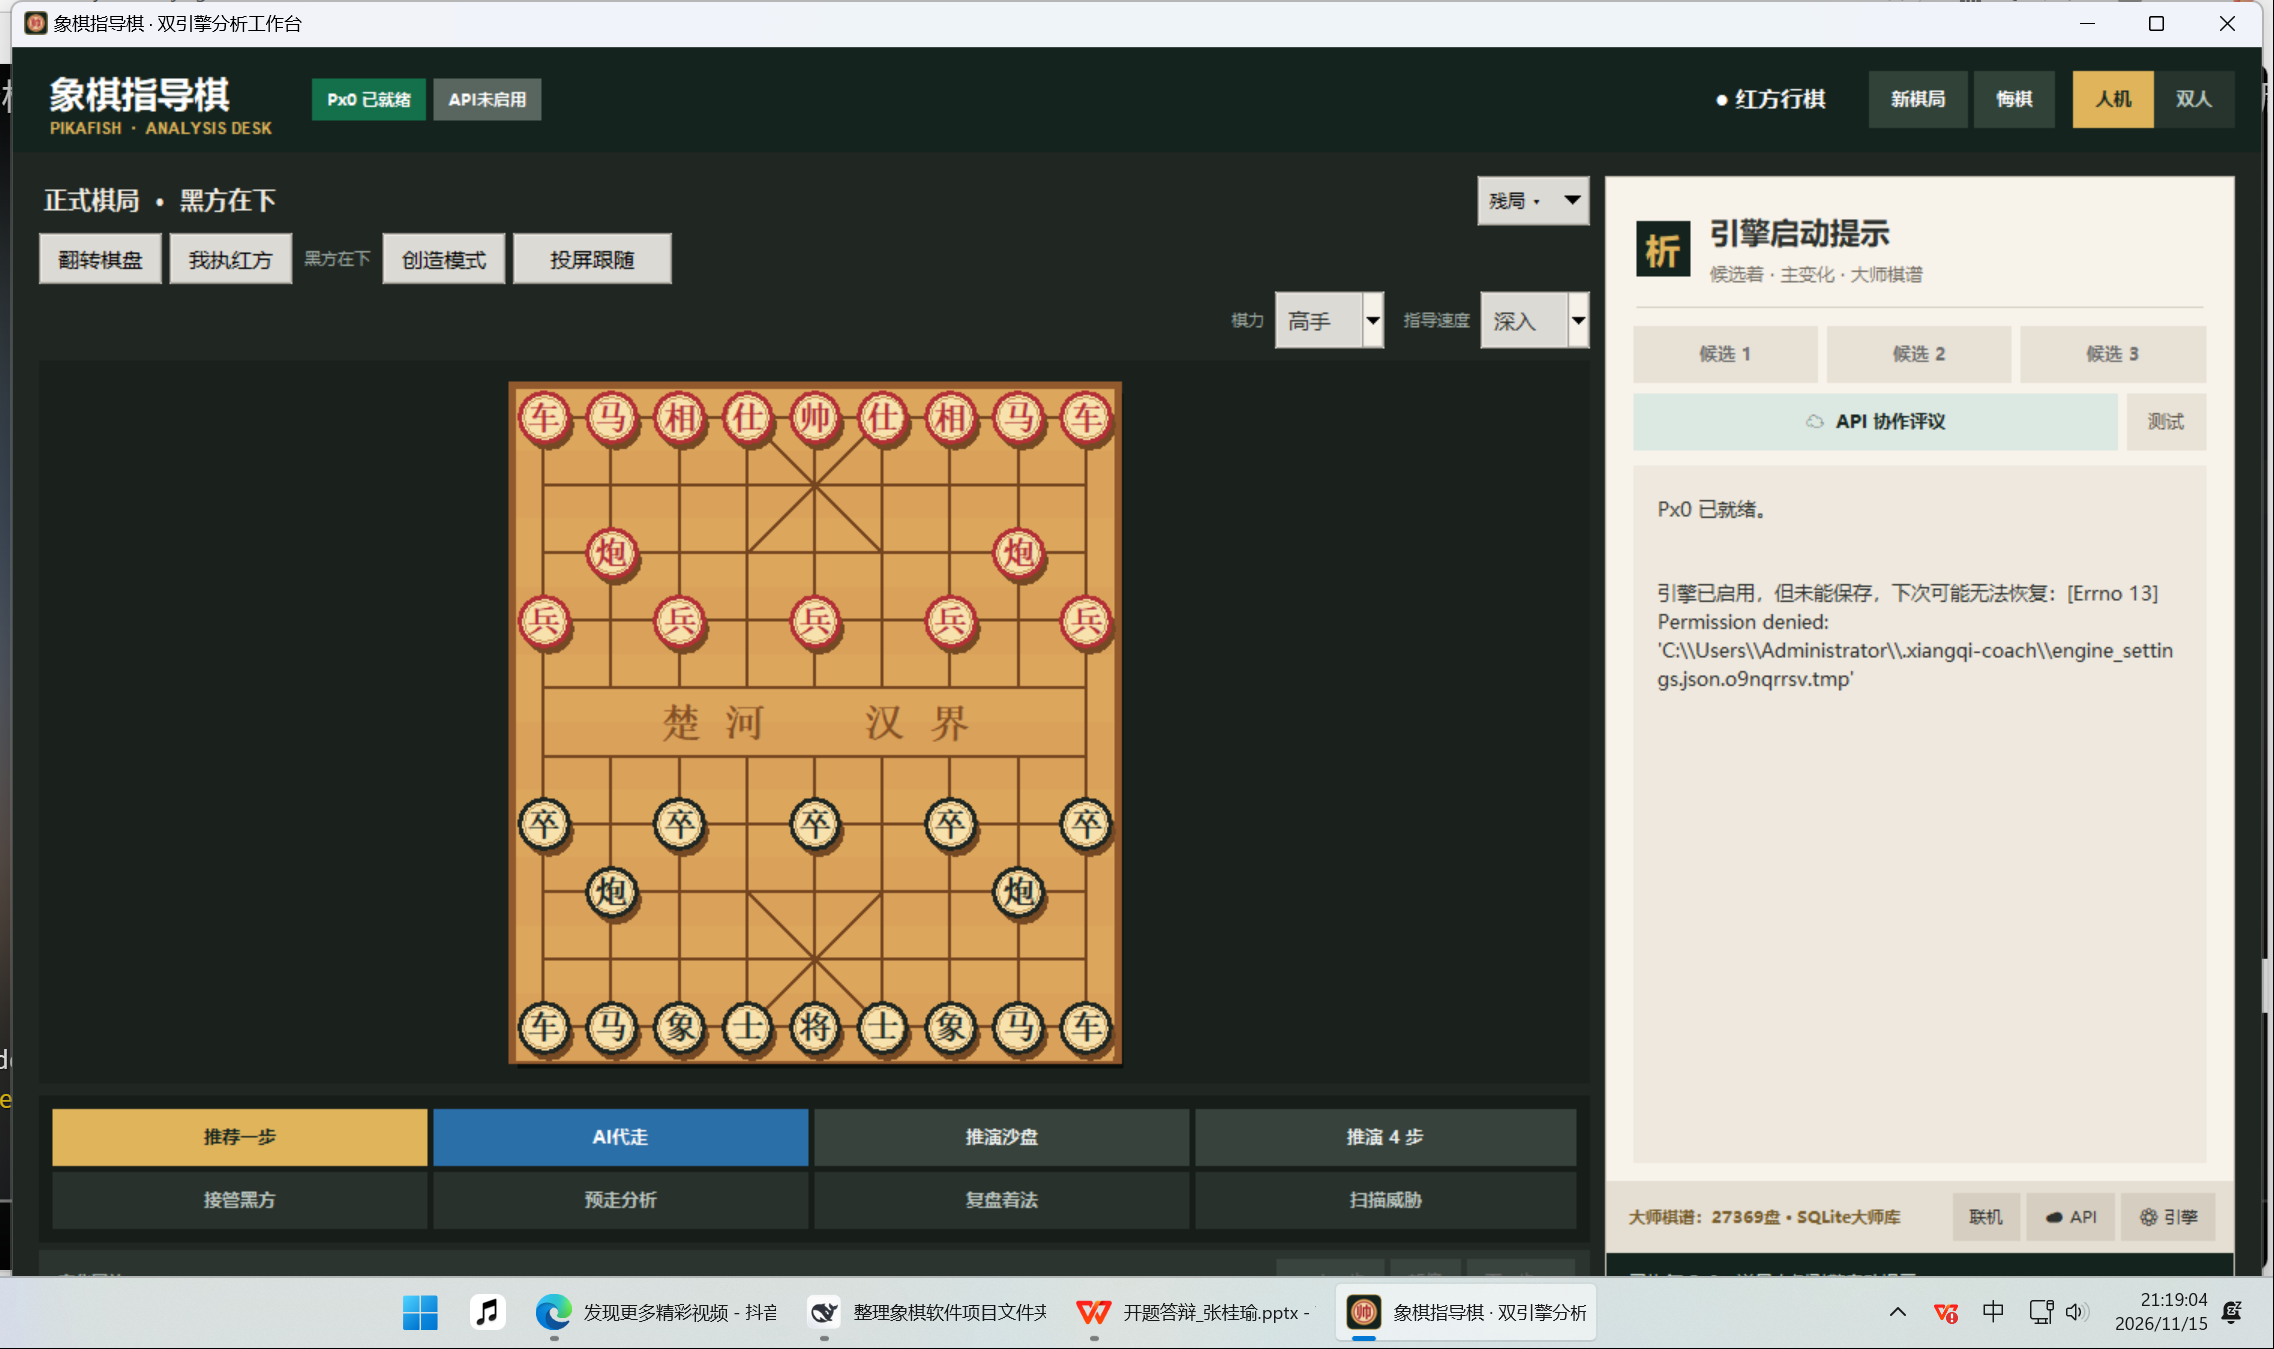 象棋指导棋 · 双引擎分析工作台
象棋指导棋
PIKAFISH · ANALYSIS DESK
Px0 已就绪
API未启用
● 红方行棋
新棋局
悔棋
人机
双人
正式棋局 • 黑方在下
残局 ·
翻转棋盘
我执红方
黑方在下
创造模式
投屏跟随
棋力
高手
指导速度
深入
车 马 相 仕 帅 仕 相 马 车
炮 炮
兵 兵 兵 兵 兵
楚 河 汉 界
卒 卒 卒 卒 卒
炮 炮
车 马 象 士 将 士 象 马 车
推荐一步
AI代走
推演沙盘
推演 4 步
接管黑方
预走分析
复盘着法
扫描威胁
析
引擎启动提示
候选着 · 主变化 · 大师棋谱
候选 1
候选 2
候选 3
API 协作评议
测试
Px0 已就绪。
引擎已启用，但未能保存，下次可能无法恢复：[Errno 13]
Permission denied:
'C:\\Users\\Administrator\\.xiangqi-coach\\engine_settin
gs.json.o9nqrrsv.tmp'
大师棋谱：27369盘 • SQLite大师库
联机
API
引擎
发现更多精彩视频 - 抖音
整理象棋软件项目文件夹
开题答辩_张桂瑜.pptx -
象棋指导棋 · 双引擎分析
中
21:19:04
2026/11/15